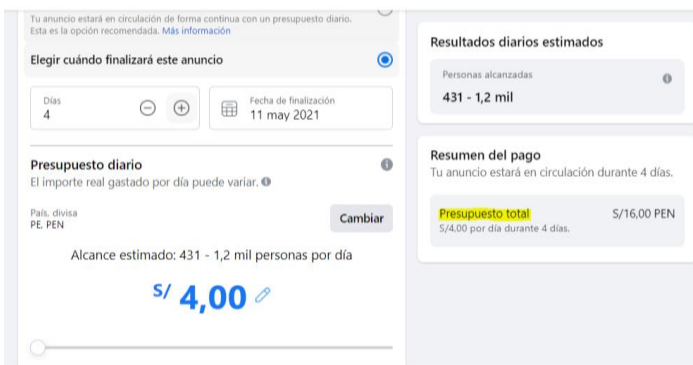 Tu anuncio estará en circulación de forma continua con un presupuesto diario.
Esta es la opción recomendada. Más información
Elegir cuándo finalizará este anuncio
Días
4
Fecha de finalización
11 may 2021
Presupuesto diario
El importe real gastado por día puede variar.
País, divisa
PE, PEN
Cambiar
Alcance estimado: 431 - 1,2 mil personas por día
S/ 4,00
Resultados diarios estimados
Personas alcanzadas
431 - 1,2 mil
Resumen del pago
Tu anuncio estará en circulación durante 4 días.
Presupuesto total S/16,00 PEN
S/4,00 por día durante 4 días.